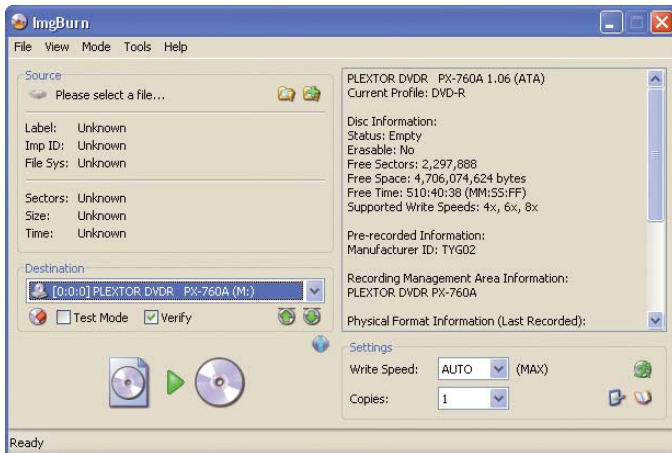 ImgBurn
File View Mode Tools Help
Source
Please select a file...
Label: Unknown
Imp ID: Unknown
File Sys: Unknown
Sectors: Unknown
Size: Unknown
Time: Unknown
Destination
[0:0:0] PLEXTOR DVDR PX-760A (M:)
Test Mode Verify
PLEXTOR DVDR PX-760A 1.06 (ATA)
Current Profile: DVD-R
Disc Information:
Status: Empty
Erasable: No
Free Sectors: 2,297,888
Free Space: 4,706,074,624 bytes
Free Time: 510:40:38 (MM:SS:FF)
Supported Write Speeds: 4x, 6x, 8x
Pre-recorded Information:
Manufacturer ID: TYG02
Recording Management Area Information:
PLEXTOR DVDR PX-760A
Physical Format Information (Last Recorded):
Settings
Write Speed: AUTO (MAX)
Copies: 1
Ready